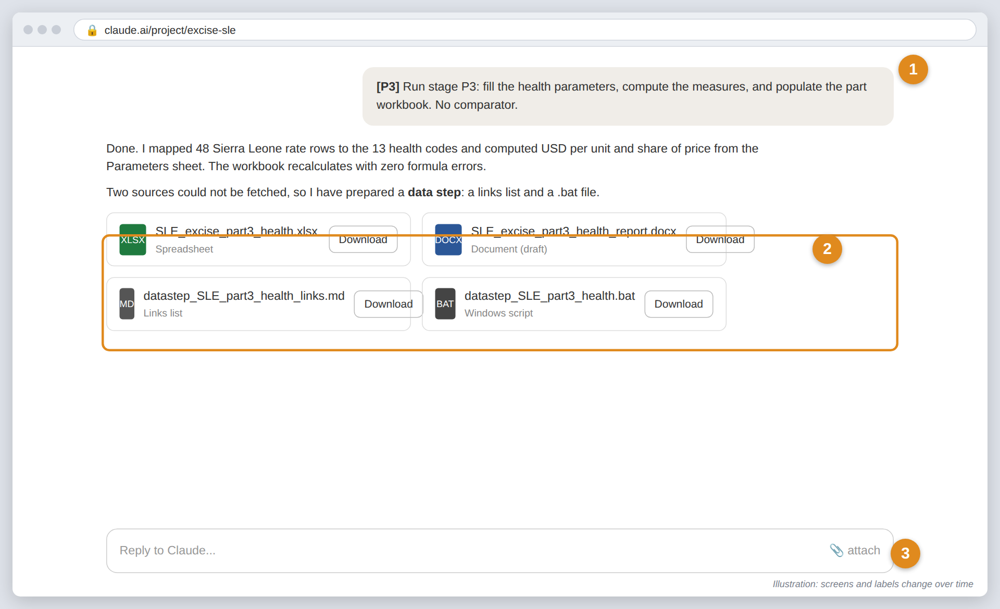 claude.ai/project/excise-sle
1
[P3] Run stage P3: fill the health parameters, compute the measures, and populate the part
workbook. No comparator.
Done. I mapped 48 Sierra Leone rate rows to the 13 health codes and computed USD per unit and share of price from the
Parameters sheet. The workbook recalculates with zero formula errors.
Two sources could not be fetched, so I have prepared a data step: a links list and a .bat file.
XLSX
SLE_excise_part3_health.xlsx
Spreadsheet
Download
DOCX
SLE_excise_part3_health_report.docx
Document (draft)
Download
2
MD
datastep_SLE_part3_health_links.md
Links list
Download
BAT
datastep_SLE_part3_health.bat
Windows script
Download
Reply to Claude...
📎 attach
3
Illustration: screens and labels change over time